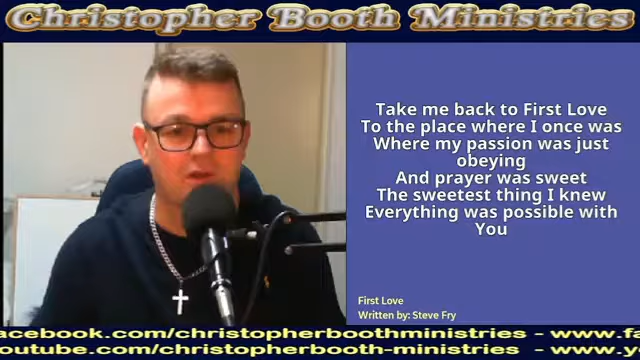 Christopher Booth Ministries
Take me back to First Love
To the place where I once was
Where my passion was just
obeying
And prayer was sweet
The sweetest thing I knew
Everything was possible with
You
First Love
Written by: Steve Fry
acebook.com/christopherboothministries - www.fa
outube.com/christopherbooth-ministries - www.y